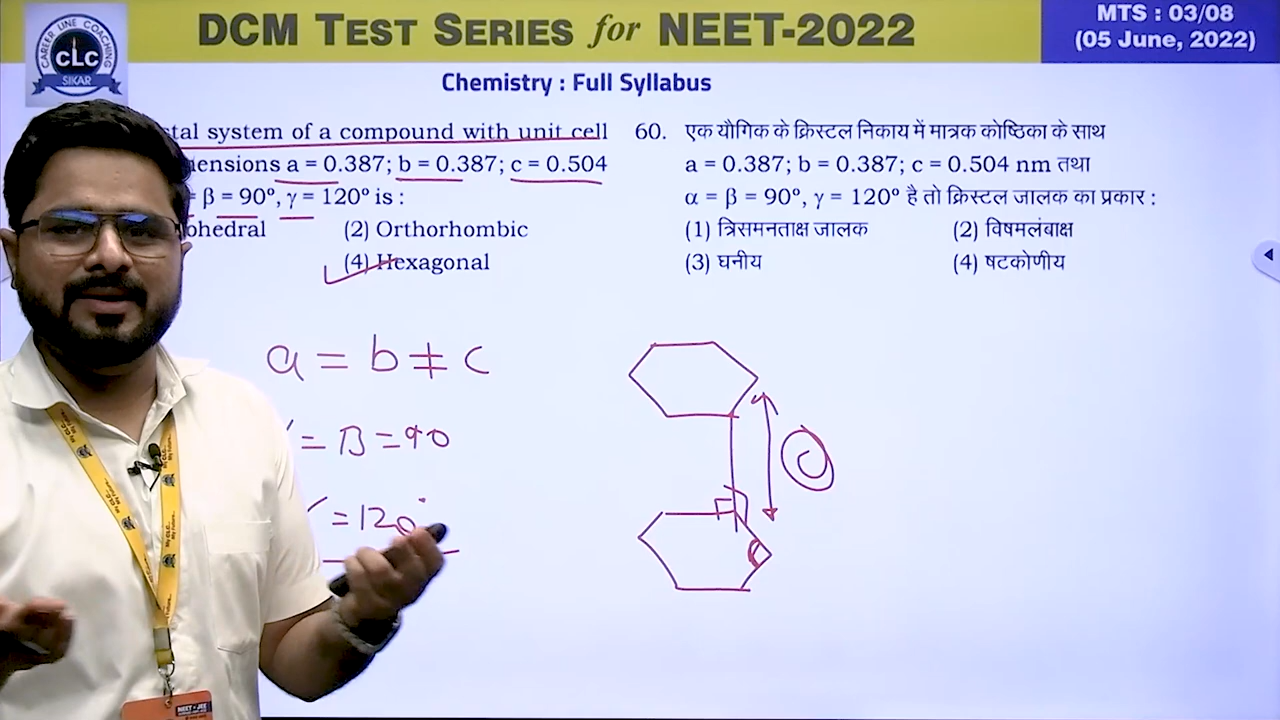 DCM TEST SERIES for NEET-2022
MTS : 03/08
(05 June, 2022)
CAREER LINE COACHING
CLC
SIKAR
Chemistry : Full Syllabus
system of a compound with unit cell
a = 0.387; b = 0.387; c = 0.504
β = 90°, γ = 120° is :
(2) Orthorhombic
(4) Hexagonal
60. एक यौगिक के क्रिस्टल निकाय में मात्रक कोष्ठिका के साथ
a = 0.387; b = 0.387; c = 0.504 nm तथा
α = β = 90°, γ = 120° है तो क्रिस्टल जालक का प्रकार :
(1) त्रिसमनताक्ष जालक (2) विषमलंबाक्ष
(3) घनीय (4) षटकोणीय
a = b ≠ c
= β = 90
= 120°
C
NEET • JEE